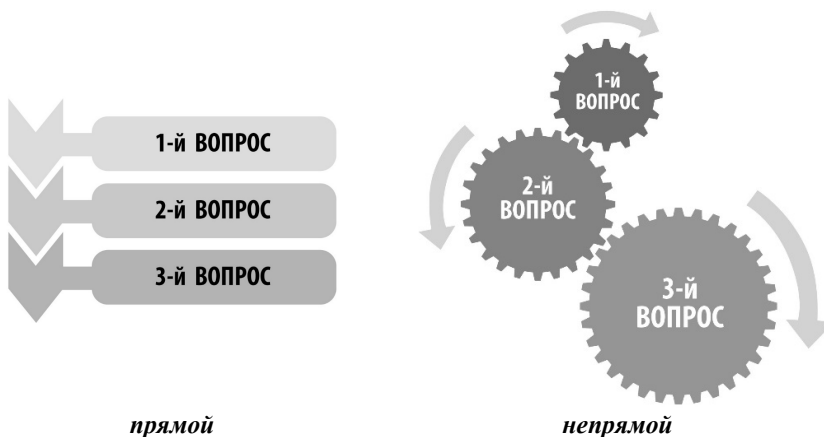 1-й ВОПРОС
2-й ВОПРОС
3-й ВОПРОС
прямой
1-й
ВОПРОС
2-й
ВОПРОС
3-й
ВОПРОС
непрямой